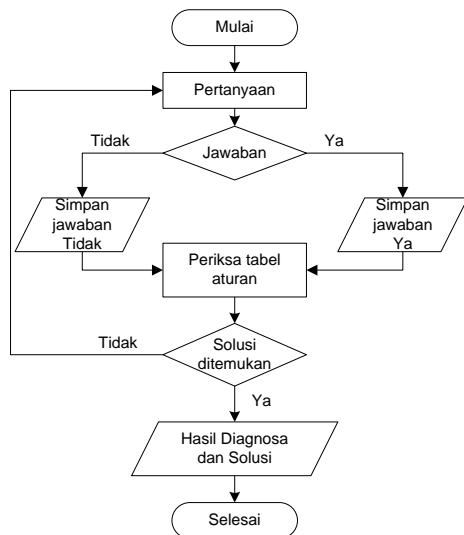 Mulai
Pertanyaan
Tidak
Ya
Jawaban
Simpan
jawaban
Tidak
Simpan
jawaban
Ya
Periksa tabel
aturan
Tidak
Solusi
ditemukan
Ya
Hasil Diagnosa
dan Solusi
Selesai